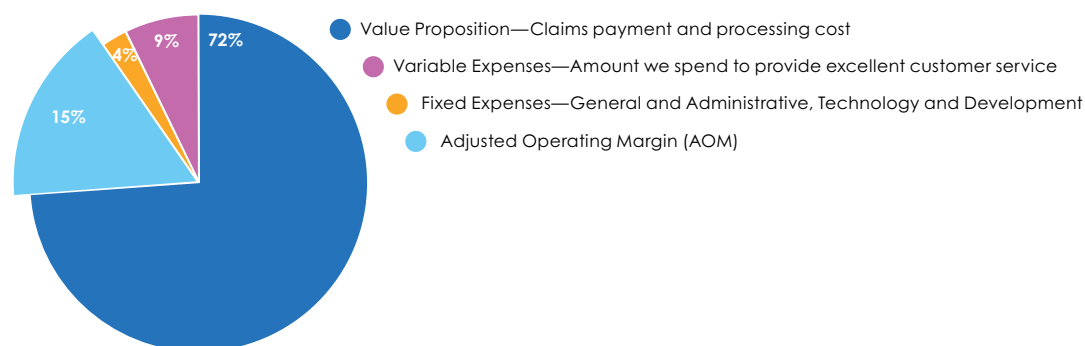 9%
72%
4%
15%
Value Proposition—Claims payment and processing cost
Variable Expenses—Amount we spend to provide excellent customer service
Fixed Expenses—General and Administrative, Technology and Development
Adjusted Operating Margin (AOM)